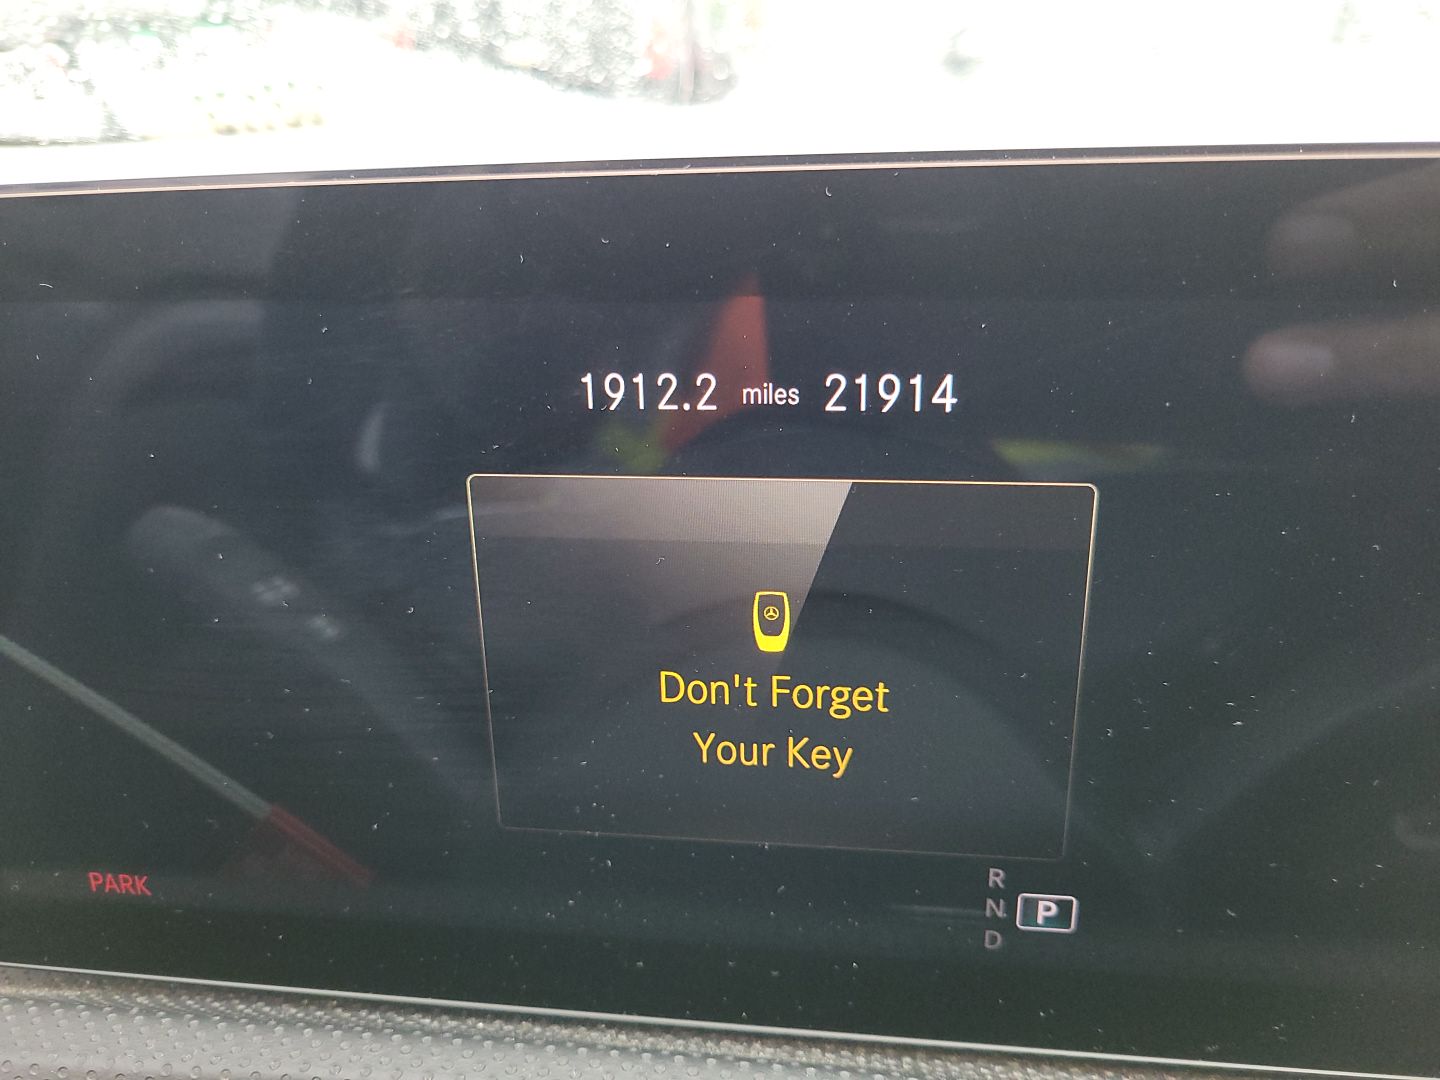 1912.2 miles 21914
Don't Forget
Your Key
PARK
R
N
P
D